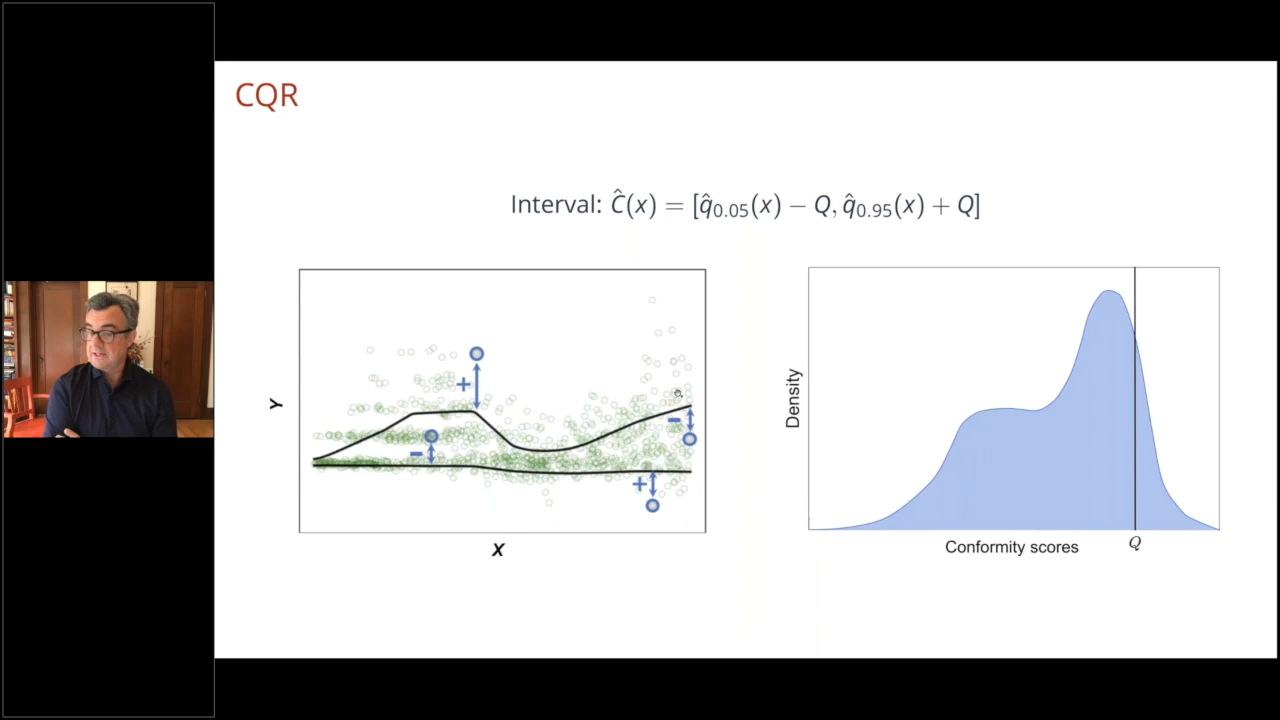 CQR
Interval: Ĉ(x) = [q̂0.05(x) − Q, q̂0.95(x) + Q]
Y
+
−
−
+
X
Density
Conformity scores
Q